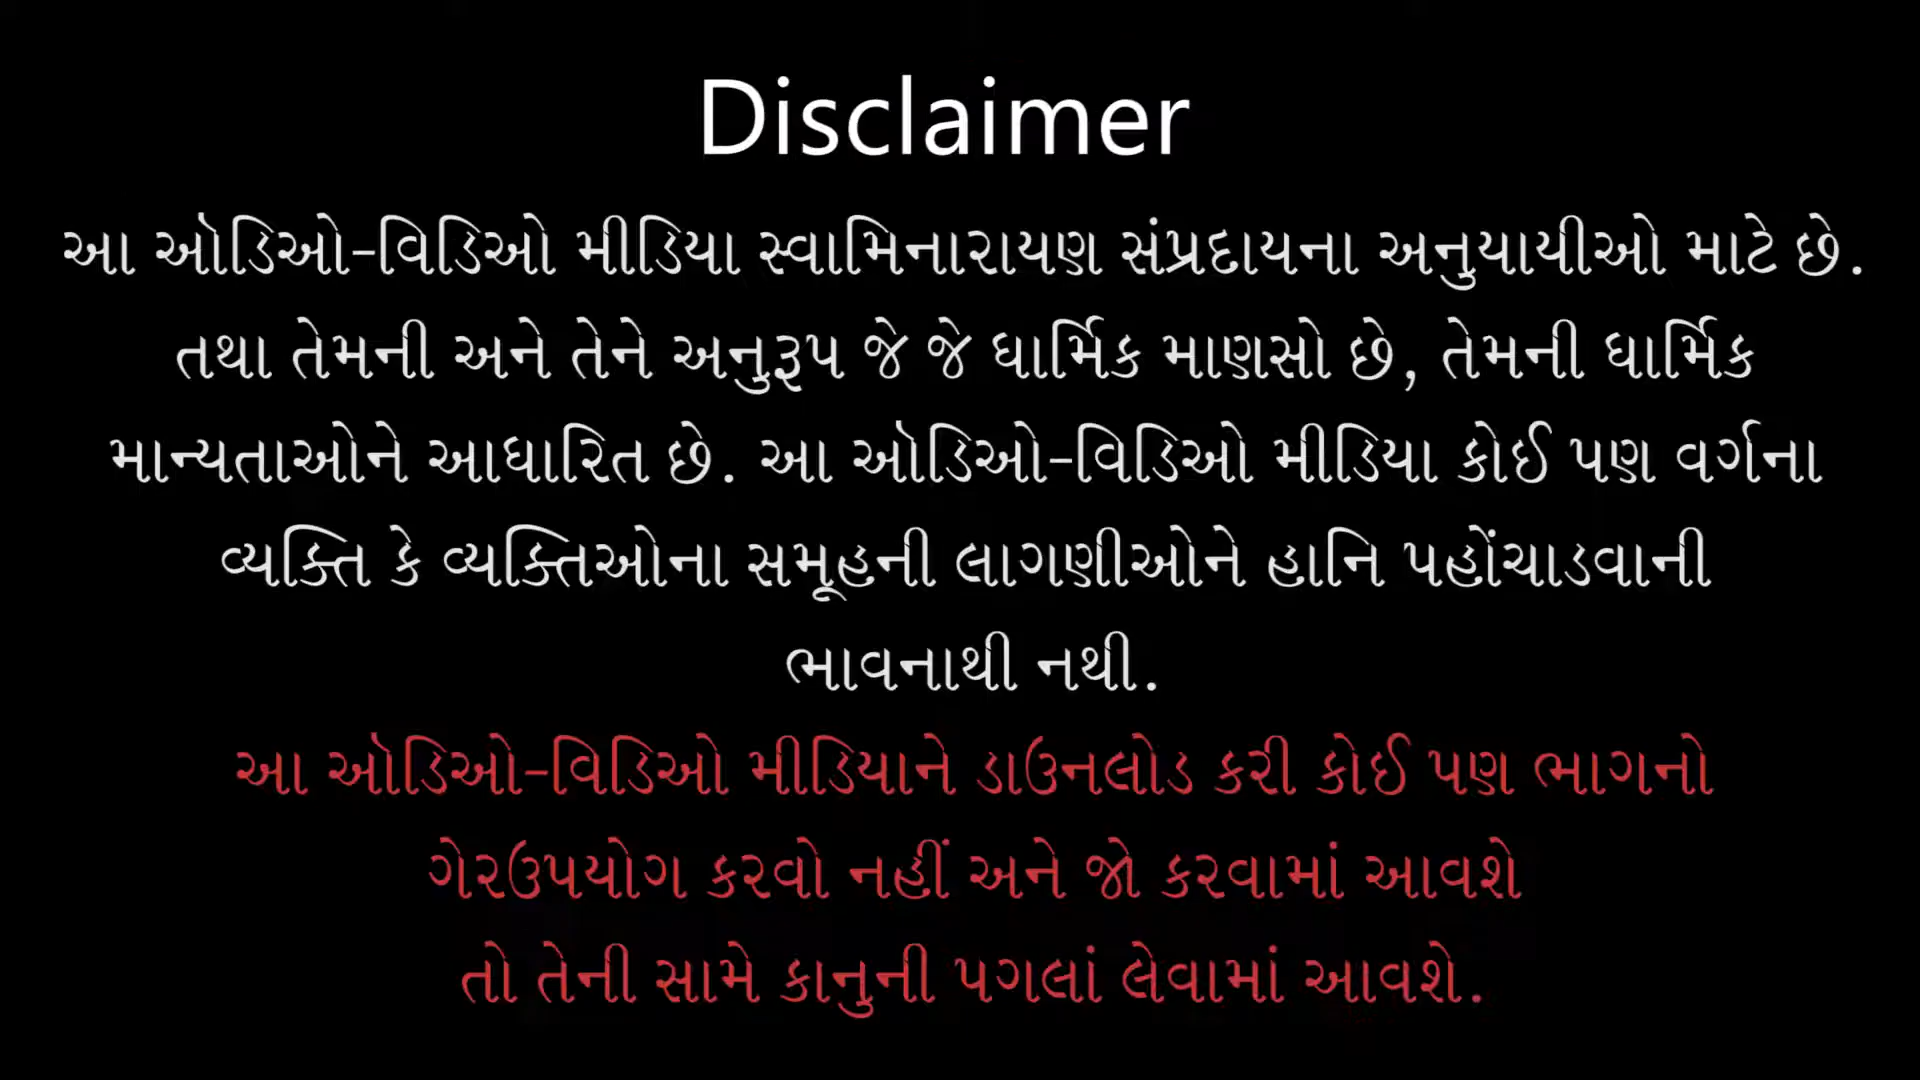 Disclaimer
આ ઓડિઓ-વિડિઓ મીડિયા સ્વામિનારાયણ સંપ્રદાયના અનુયાયીઓ માટે છે.
તથા તેમની અને તેને અનુરૂપ જે જે ધાર્મિક માણસો છે, તેમની ધાર્મિક
માન્યતાઓને આધારિત છે. આ ઓડિઓ-વિડિઓ મીડિયા કોઈ પણ વર્ગના
વ્યક્તિ કે વ્યક્તિઓના સમૂહની લાગણીઓને હાનિ પહોંચાડવાની
ભાવનાથી નથી.
આ ઓડિઓ-વિડિઓ મીડિયાને ડાઉનલોડ કરી કોઈ પણ ભાગનો
ગેરઉપયોગ કરવો નહીં અને જો કરવામાં આવશે
તો તેની સામે કાનુની પગલાં લેવામાં આવશે.